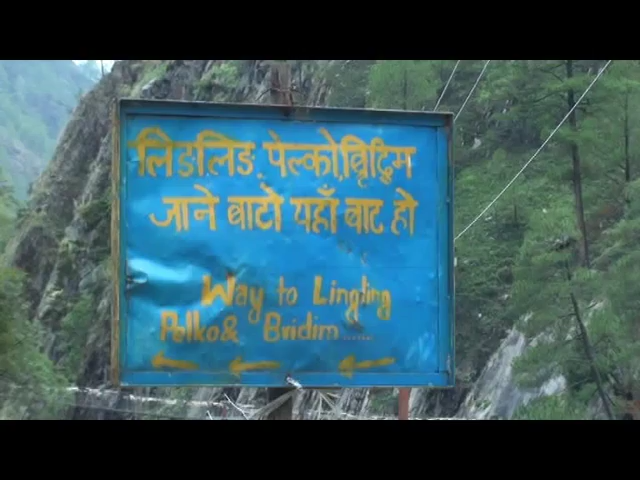 लिङलिङ पेल्को, व्रिद्दिम
जाने वाटो यहाँ वाट हो
Way to Lingling
Pelko & Bridim......